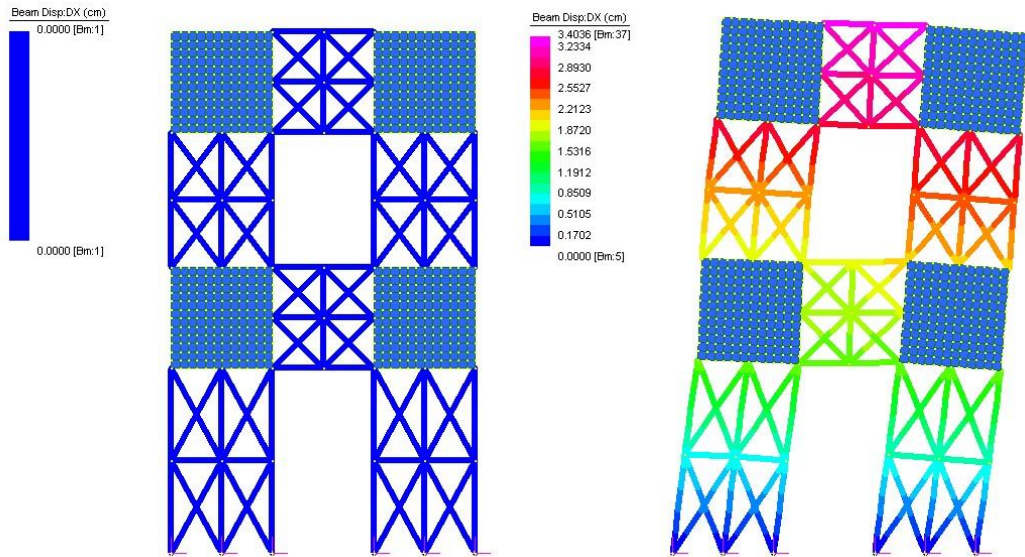 Beam Disp:DX (cm)
0.0000 [Bm:1]
0.0000 [Bm:1]
Beam Disp:DX (cm)
3.4036 [Bm:37]
3.2334
2.8930
2.5527
2.2123
1.8720
1.5316
1.1912
0.8509
0.5105
0.1702
0.0000 [Bm:5]